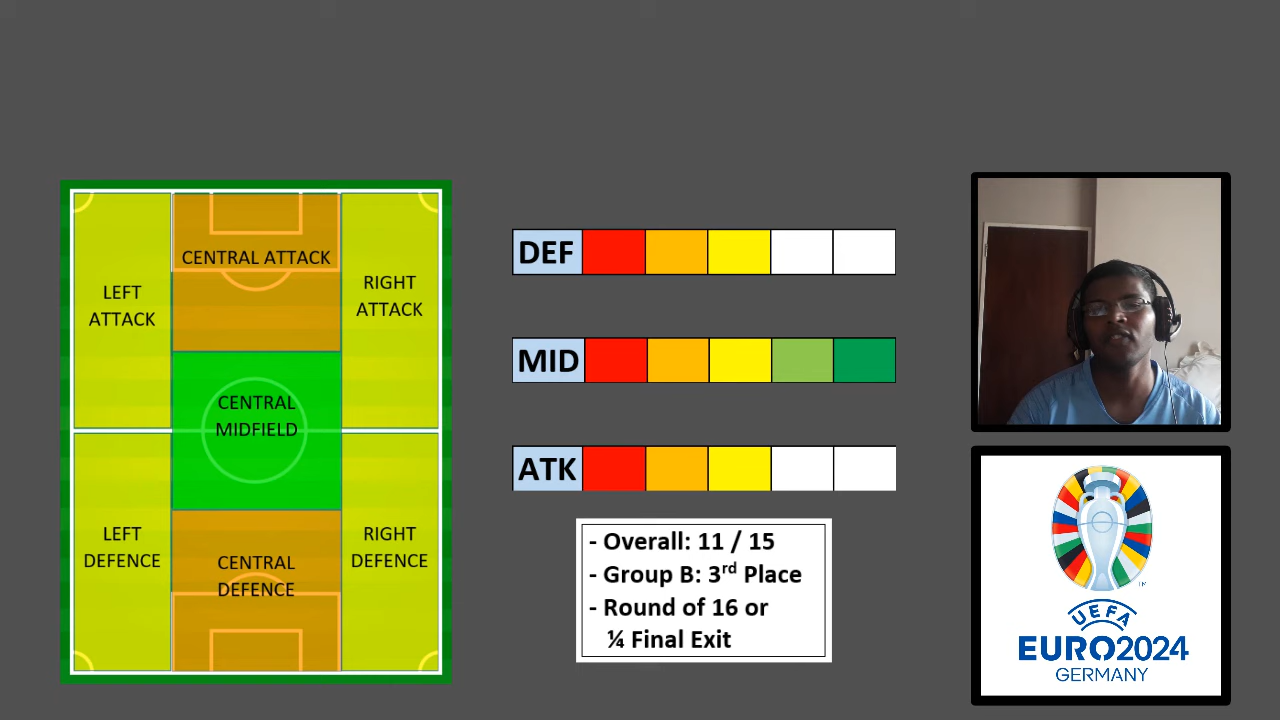 CENTRAL ATTACK
LEFT
ATTACK
RIGHT
ATTACK
CENTRAL
MIDFIELD
LEFT
DEFENCE
CENTRAL
DEFENCE
RIGHT
DEFENCE
DEF
MID
ATK
- Overall: 11 / 15
- Group B: 3rd Place
- Round of 16 or
¼ Final Exit
TM
UEFA
EURO2024
GERMANY